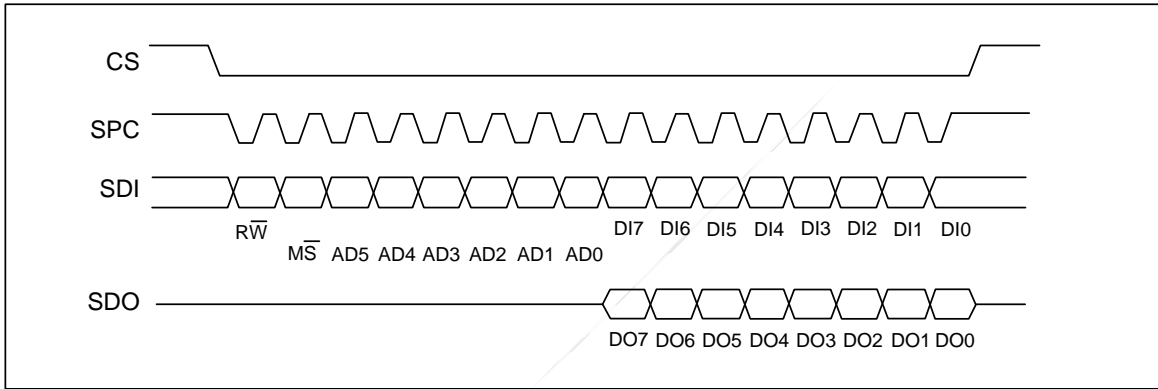 CS
SPC
SDI
RW̅
DI7 DI6 DI5 DI4 DI3 DI2 DI1 DI0
MS̅ AD5 AD4 AD3 AD2 AD1 AD0
SDO
DO7 DO6 DO5 DO4 DO3 DO2 DO1 DO0